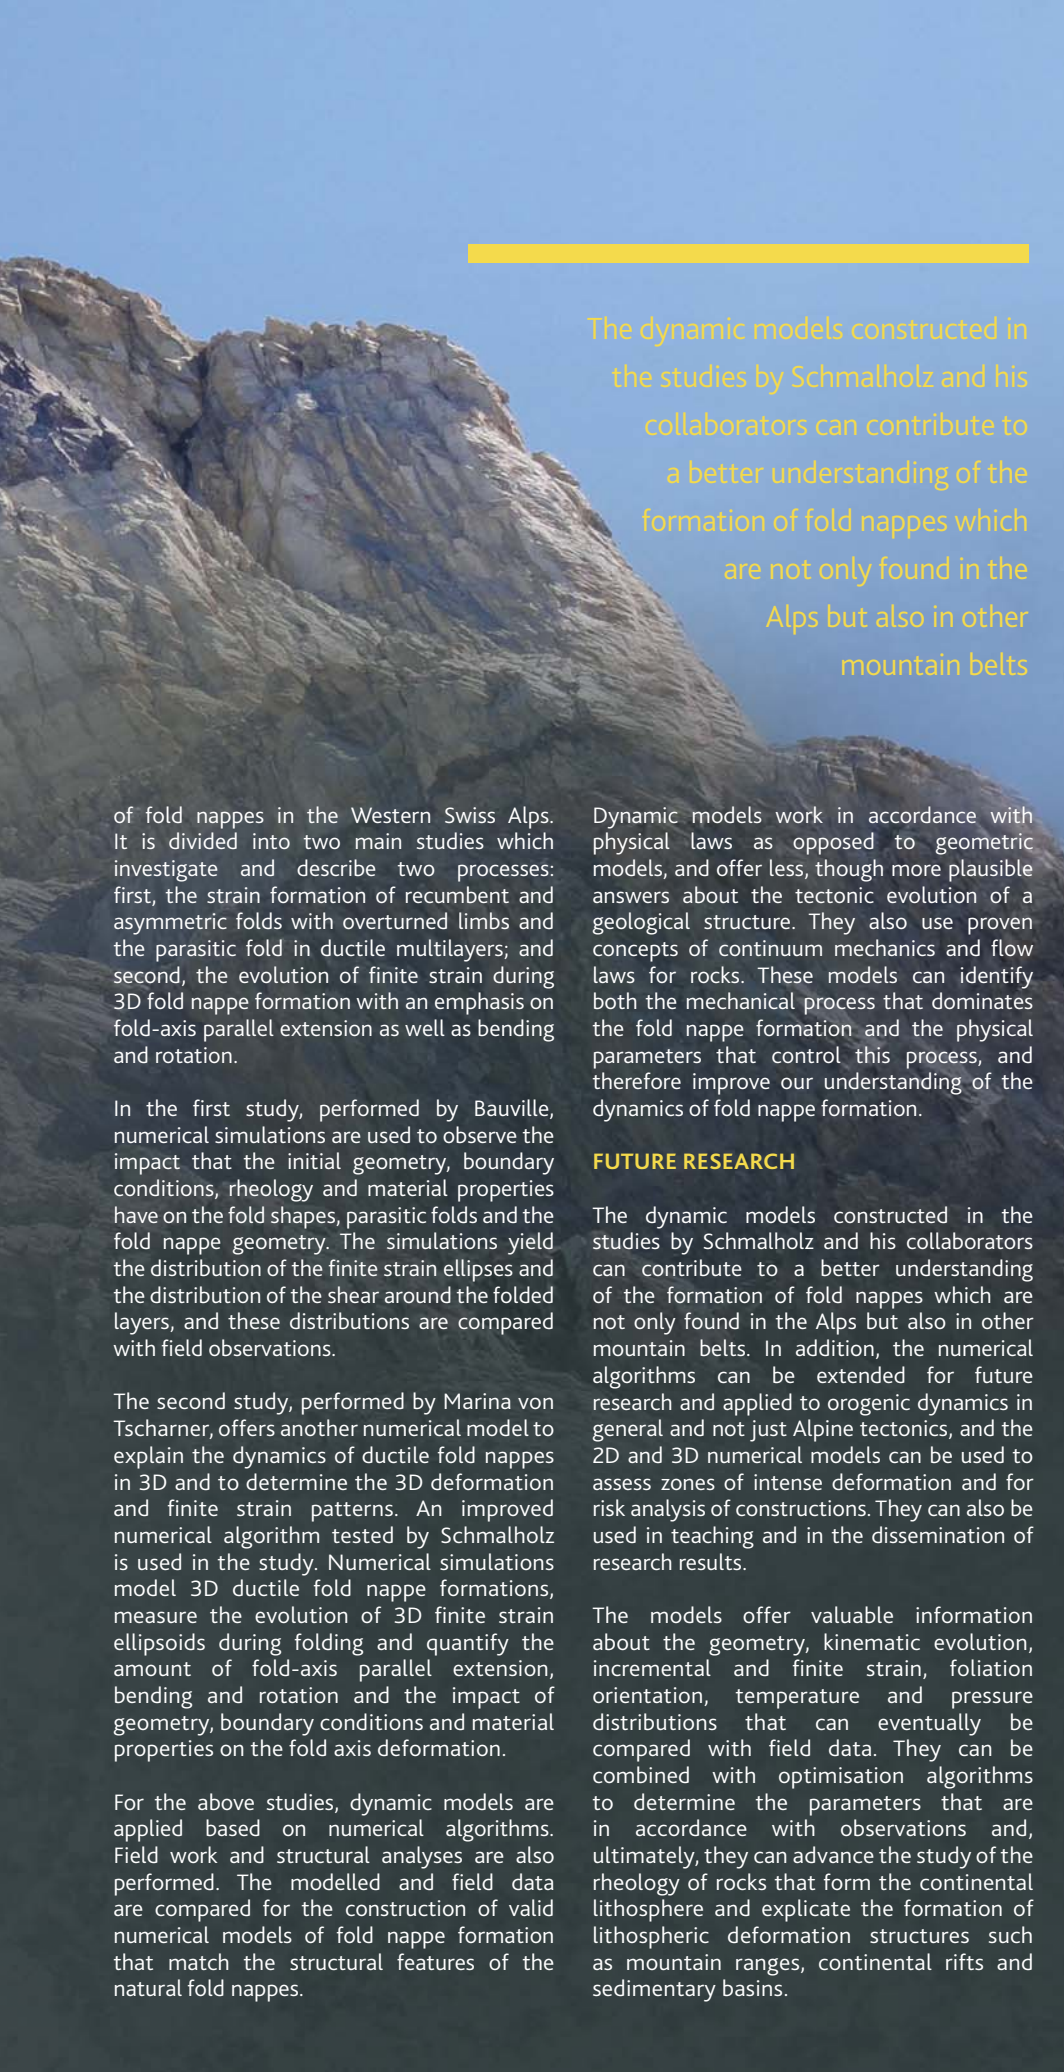 The dynamic models constructed in
the studies by Schmalholz and his
collaborators can contribute to
a better understanding of the
formation of fold nappes which
are not only found in the
Alps but also in other
mountain belts
of fold nappes in the Western Swiss Alps.
It is divided into two main studies which
investigate and describe two processes:
first, the strain formation of recumbent and
asymmetric folds with overturned limbs and
the parasitic fold in ductile multilayers; and
second, the evolution of finite strain during
3D fold nappe formation with an emphasis on
fold-axis parallel extension as well as bending
and rotation.
In the first study, performed by Bauville,
numerical simulations are used to observe the
impact that the initial geometry, boundary
conditions, rheology and material properties
have on the fold shapes, parasitic folds and the
fold nappe geometry. The simulations yield
the distribution of the finite strain ellipses and
the distribution of the shear around the folded
layers, and these distributions are compared
with field observations.
The second study, performed by Marina von
Tscharner, offers another numerical model to
explain the dynamics of ductile fold nappes
in 3D and to determine the 3D deformation
and finite strain patterns. An improved
numerical algorithm tested by Schmalholz
is used in the study. Numerical simulations
model 3D ductile fold nappe formations,
measure the evolution of 3D finite strain
ellipsoids during folding and quantify the
amount of fold-axis parallel extension,
bending and rotation and the impact of
geometry, boundary conditions and material
properties on the fold axis deformation.
For the above studies, dynamic models are
applied based on numerical algorithms.
Field work and structural analyses are also
performed. The modelled and field data
are compared for the construction of valid
numerical models of fold nappe formation
that match the structural features of the
natural fold nappes.
Dynamic models work in accordance with
physical laws as opposed to geometric
models, and offer less, though more plausible
answers about the tectonic evolution of a
geological structure. They also use proven
concepts of continuum mechanics and flow
laws for rocks. These models can identify
both the mechanical process that dominates
the fold nappe formation and the physical
parameters that control this process, and
therefore improve our understanding of the
dynamics of fold nappe formation.
FUTURE RESEARCH
The dynamic models constructed in the
studies by Schmalholz and his collaborators
can contribute to a better understanding
of the formation of fold nappes which are
not only found in the Alps but also in other
mountain belts. In addition, the numerical
algorithms can be extended for future
research and applied to orogenic dynamics in
general and not just Alpine tectonics, and the
2D and 3D numerical models can be used to
assess zones of intense deformation and for
risk analysis of constructions. They can also be
used in teaching and in the dissemination of
research results.
The models offer valuable information
about the geometry, kinematic evolution,
incremental and finite strain, foliation
orientation, temperature and pressure
distributions that can eventually be
compared with field data. They can be
combined with optimisation algorithms
to determine the parameters that are
in accordance with observations and,
ultimately, they can advance the study of the
rheology of rocks that form the continental
lithosphere and explicate the formation of
lithospheric deformation structures such
as mountain ranges, continental rifts and
sedimentary basins.